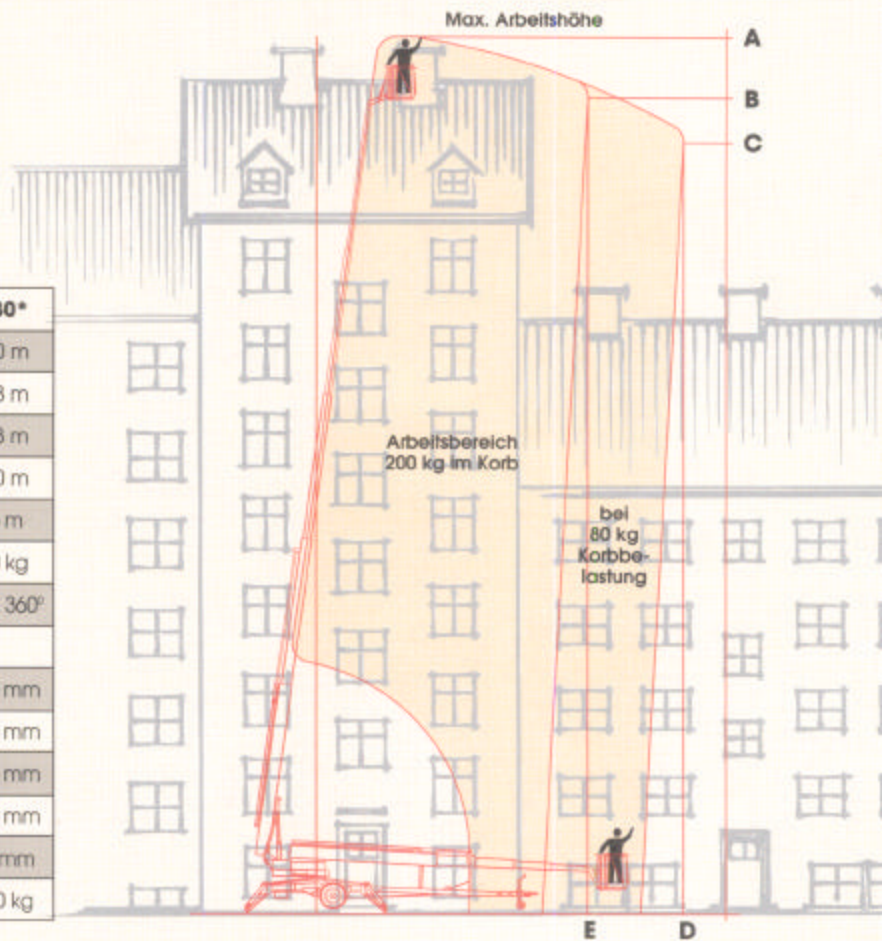 Max. Arbeitshöhe
A
B
C
Arbeitsbereich
200 kg im Korb
bei
80 kg
Korbbe-
lastung
m
m
m
m
m
kg
360°
mm
mm
mm
mm
mm
kg
E
D